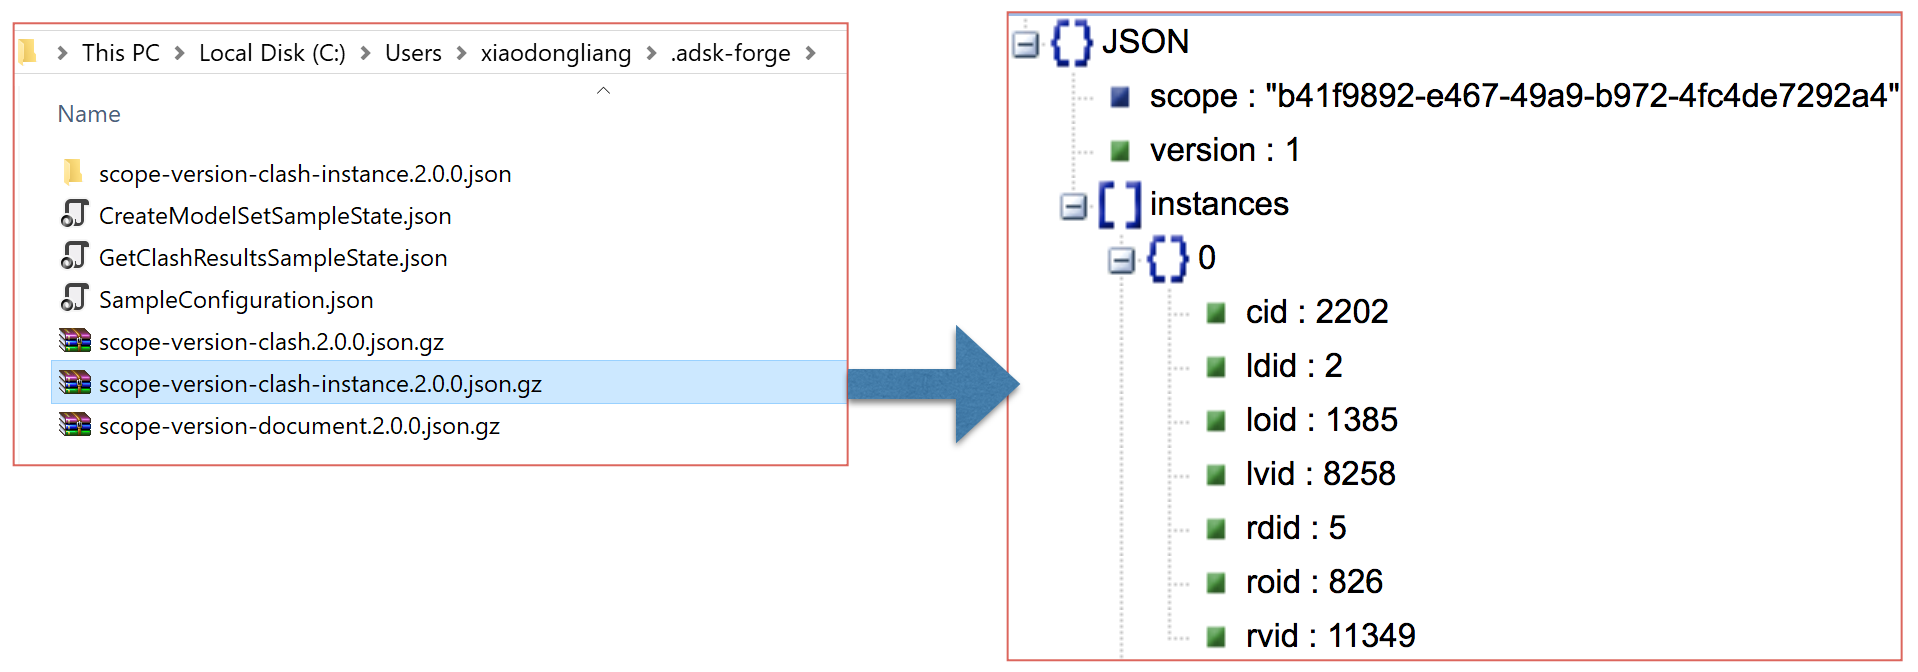 This PC > Local Disk (C:) > Users > xiaodongliang > .adsk-forge >
Name
scope-version-clash-instance.2.0.0.json
CreateModelSetSampleState.json
GetClashResultsSampleState.json
SampleConfiguration.json
scope-version-clash.2.0.0.json.gz
scope-version-clash-instance.2.0.0.json.gz
scope-version-document.2.0.0.json.gz
{} JSON
scope : "b41f9892-e467-49a9-b972-4fc4de7292a4"
version : 1
[] instances
{} 0
cid : 2202
ldid : 2
loid : 1385
lvid : 8258
rdid : 5
roid : 826
rvid : 11349